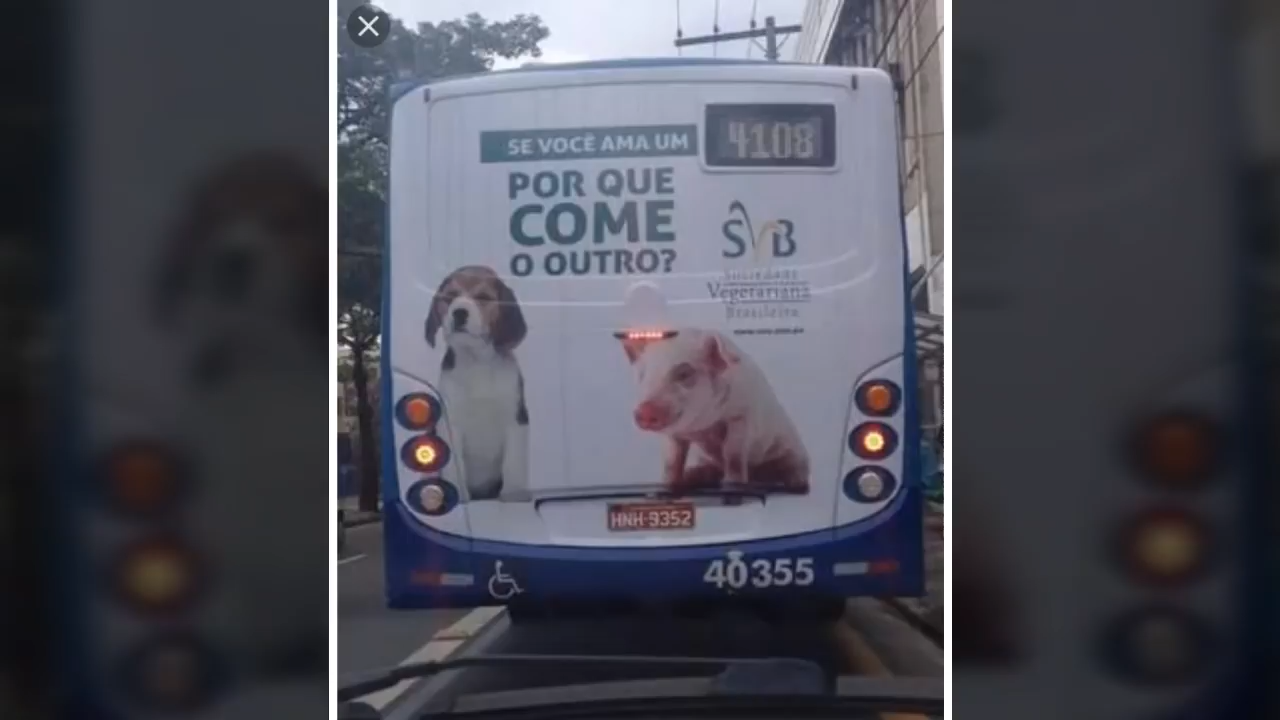 4108
SE VOCÊ AMA UM
POR QUE
COME
O OUTRO?
SVB
SOCIEDADE
Vegetariana
Brasileira
HNH-9352
40355